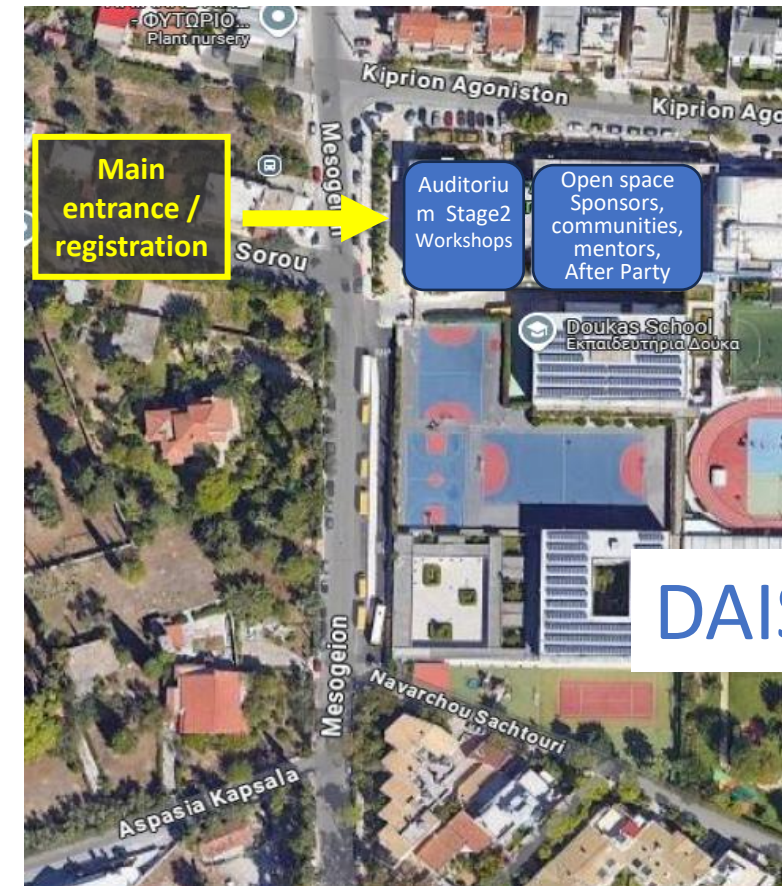 - ΦΥΤΩΡΙΟ...
Plant nursery
Kiprion Agoniston
Kiprion Ago
Main
entrance /
registration
Auditoriu
m Stage2
Workshops
Open space
Sponsors,
communities,
mentors,
After Party
Sorou
Doukas School
Εκπαιδευτήρια Δούκα
DAIS
Mesogeion
Navarchou Sachtouri
Aspasia Kapsala